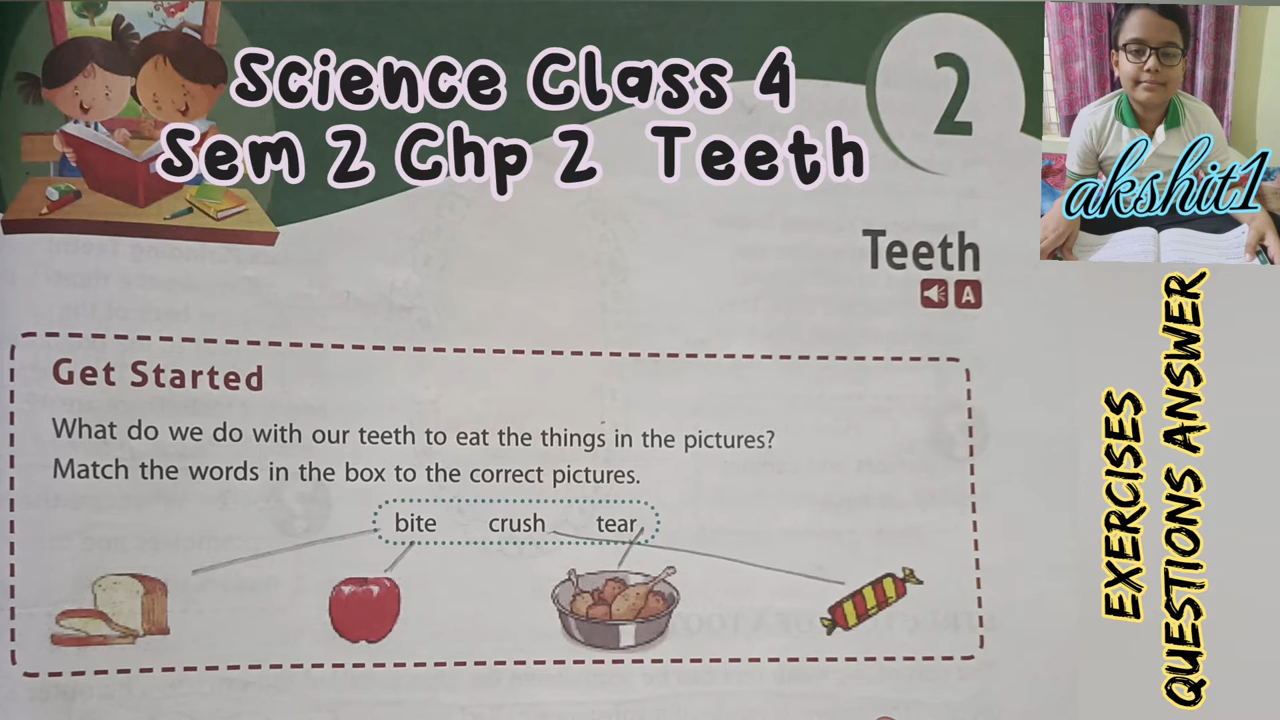 Science Class 4
Sem 2 Chp 2 Teeth
2
akshit1
Teeth
A
Get Started
What do we do with our teeth to eat the things in the pictures?
Match the words in the box to the correct pictures.
bite crush tear
EXERCISES
QUESTIONS ANSWER